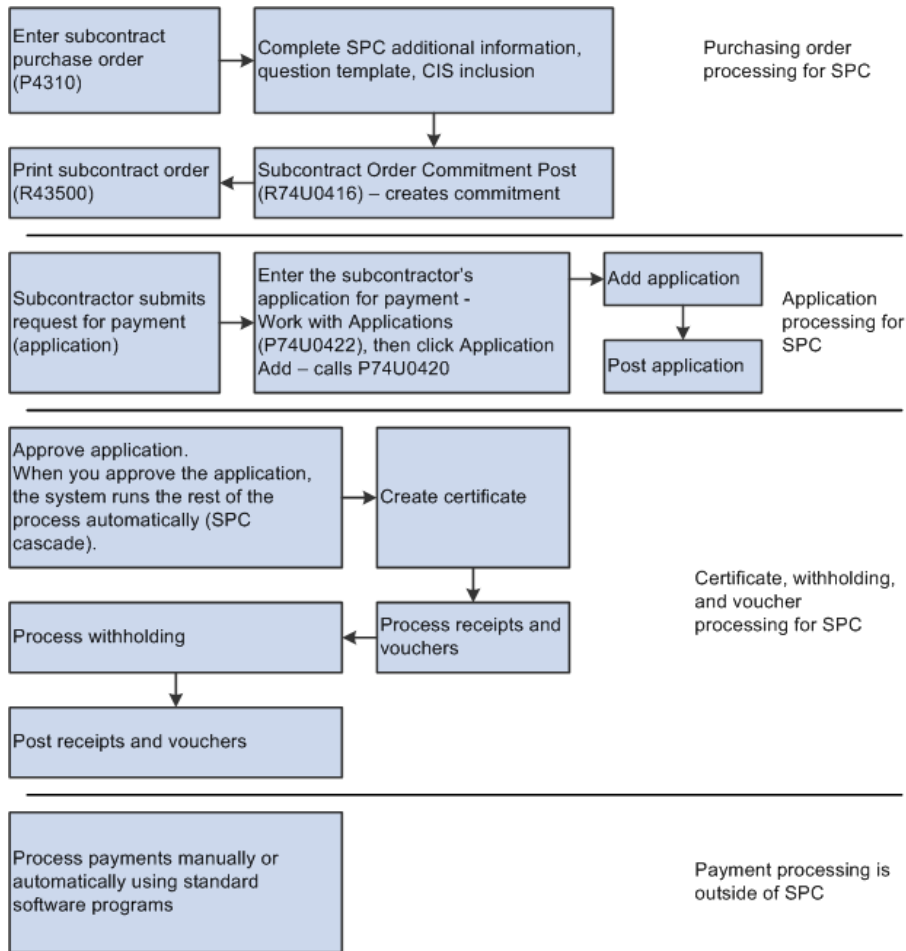 Enter subcontract
purchase order
(P4310)
Complete SPC additional information,
question template, CIS inclusion
Purchasing order
processing for SPC
Print subcontract order
(R43500)
Subcontract Order Commitment Post
(R74U0416) – creates commitment
Subcontractor submits
request for payment
(application)
Enter the subcontractor's
application for payment -
Work with Applications
(P74U0422), then click Application
Add – calls P74U0420
Add application
Post application
Application
processing for
SPC
Approve application.
When you approve the application,
the system runs the rest of the
process automatically (SPC
cascade).
Create certificate
Certificate, withholding,
and voucher
processing for SPC
Process withholding
Process receipts and
vouchers
Post receipts and vouchers
Process payments manually or
automatically using standard
software programs
Payment processing is
outside of SPC